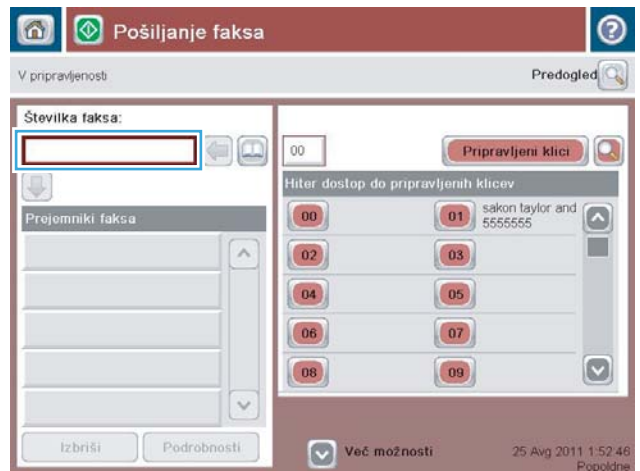 Pošiljanje faksa
V pripravljenosti
Predogled
Številka faksa:
00
Pripravljeni klici
Hiter dostop do pripravljenih klicev
Prejemniki faksa
00
01
sakon taylor and
5555555
02
03
04
05
06
07
08
09
Izbriši
Podrobnosti
Več možnosti
25 Avg 2011 1:52:46
Popoldne